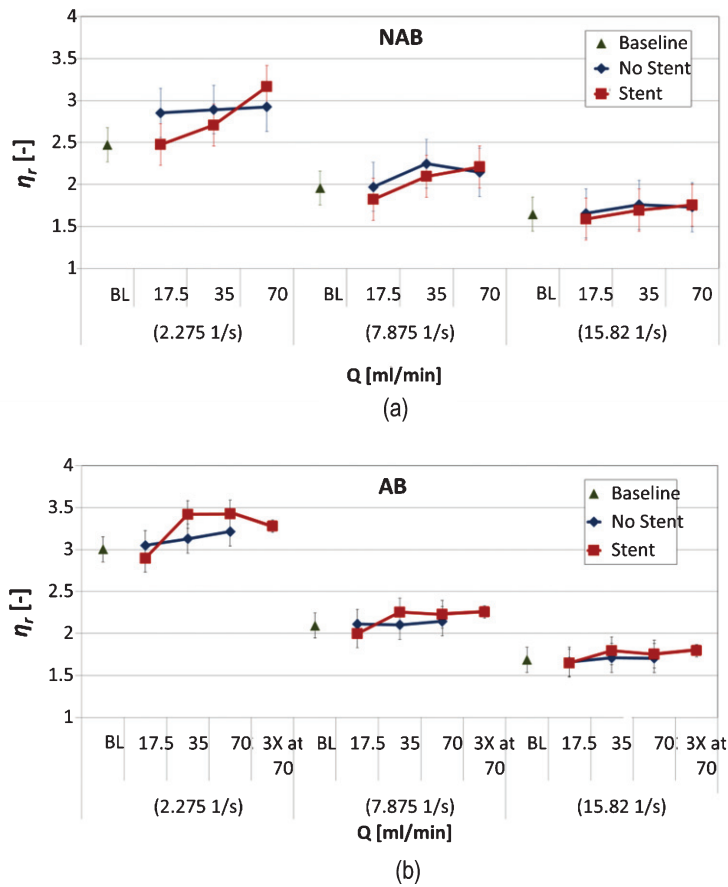 4
3.5
3
2.5
2
1.5
1
ηr [-]
NAB
Baseline
No Stent
Stent
BL 17.5 35 70 BL 17.5 35 70 BL 17.5 35 70
(2.275 1/s) (7.875 1/s) (15.82 1/s)
Q [ml/min]
(a)
4
3.5
3
2.5
2
1.5
1
ηr [-]
AB
Baseline
No Stent
Stent
BL 17.5 35 70: 3X at BL 17.5 35 70: 3X at BL 17.5 35 70: 3X at
70 70 70
(2.275 1/s) (7.875 1/s) (15.82 1/s)
Q [ml/min]
(b)